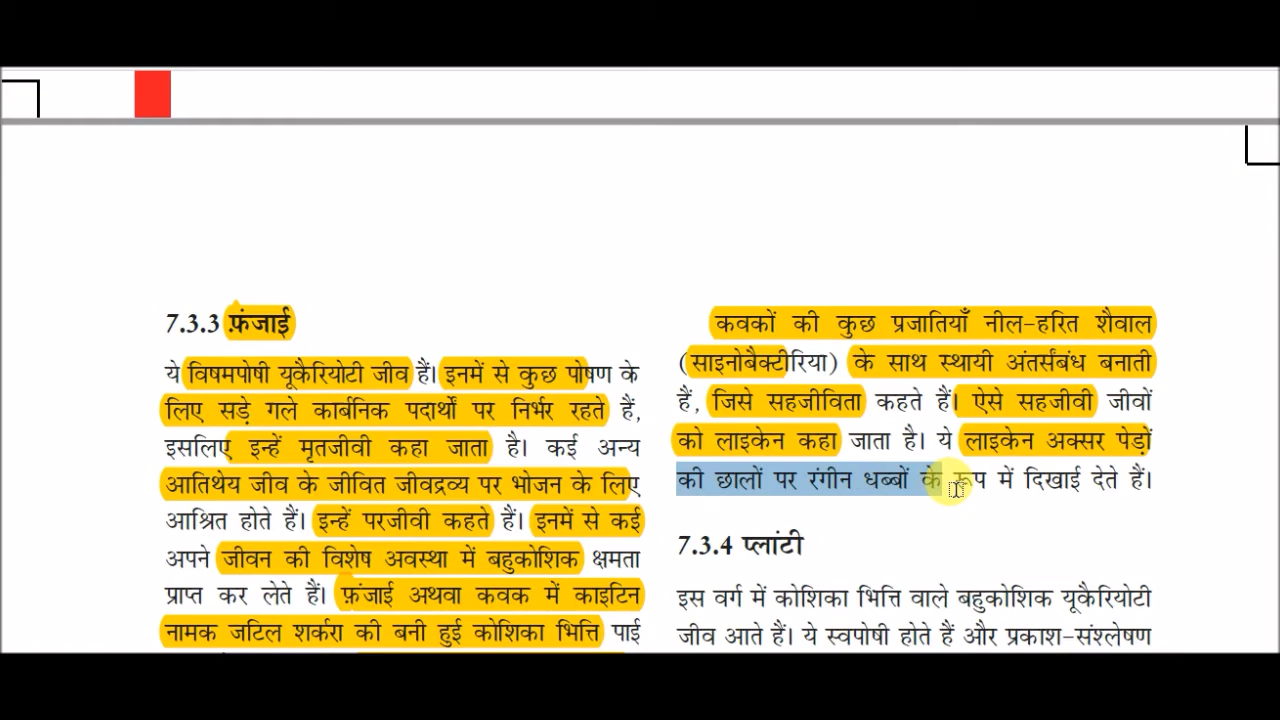 7.3.3 फ़ंजाई
ये विषमपोषी यूकैरियोटी जीव हैं। इनमें से कुछ पोषण के
लिए सड़े गले कार्बनिक पदार्थों पर निर्भर रहते हैं,
इसलिए इन्हें मृतजीवी कहा जाता है। कई अन्य
आतिथेय जीव के जीवित जीवद्रव्य पर भोजन के लिए
आश्रित होते हैं। इन्हें परजीवी कहते हैं। इनमें से कई
अपने जीवन की विशेष अवस्था में बहुकोशिक क्षमता
प्राप्त कर लेते हैं। फ़ंजाई अथवा कवक में काइटिन
नामक जटिल शर्करा की बनी हुई कोशिका भित्ति पाई
कवकों की कुछ प्रजातियाँ नील-हरित शैवाल
(साइनोबैक्टीरिया) के साथ स्थायी अंतर्संबंध बनाती
हैं, जिसे सहजीविता कहते हैं। ऐसे सहजीवी जीवों
को लाइकेन कहा जाता है। ये लाइकेन अक्सर पेड़ों
की छालों पर रंगीन धब्बों के रूप में दिखाई देते हैं।
7.3.4 प्लांटी
इस वर्ग में कोशिका भित्ति वाले बहुकोशिक यूकैरियोटी
जीव आते हैं। ये स्वपोषी होते हैं और प्रकाश-संश्लेषण